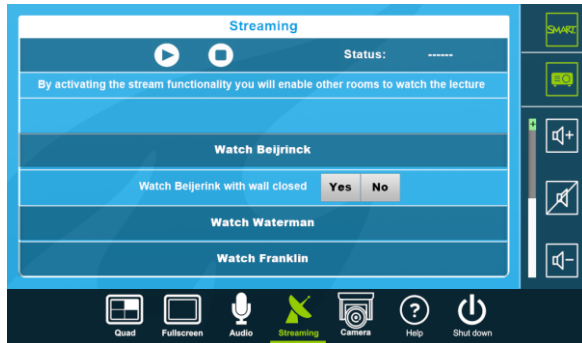 Streaming
SMART
Status: ------
By activating the stream functionality you will enable other rooms to watch the lecture
Watch Beijrinck
Watch Beijerink with wall closed Yes No
Watch Waterman
Watch Franklin
Quad Fullscreen Audio Streaming Camera Help Shut down